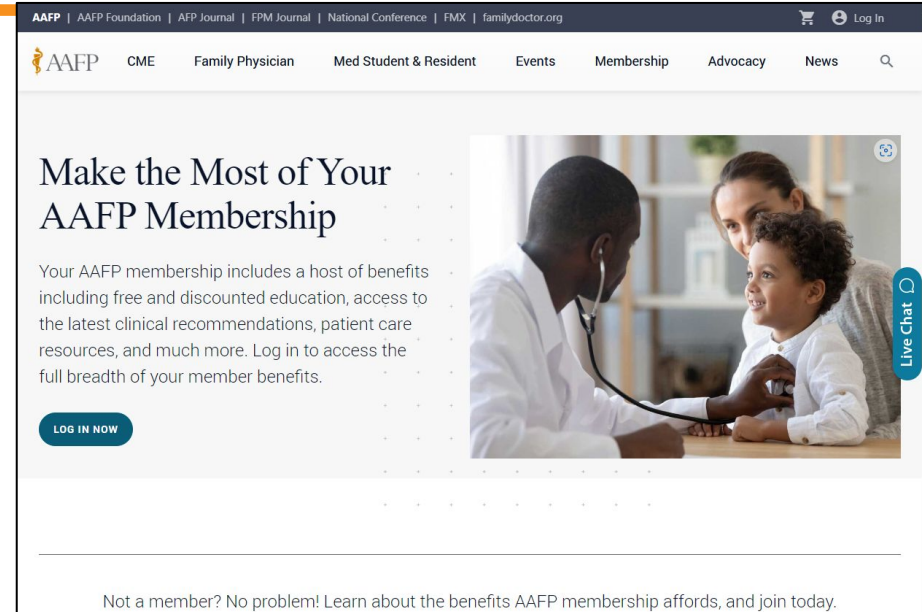 AAFP | AAFP Foundation | AFP Journal | FPM Journal | National Conference | FMX | familydoctor.org Log In
AAFP CME Family Physician Med Student & Resident Events Membership Advocacy News
Make the Most of Your
AAFP Membership
Your AAFP membership includes a host of benefits
including free and discounted education, access to
the latest clinical recommendations, patient care
resources, and much more. Log in to access the
full breadth of your member benefits.
LOG IN NOW
Live Chat
Not a member? No problem! Learn about the benefits AAFP membership affords, and join today.